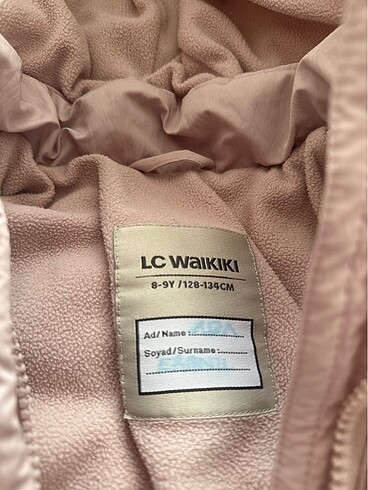 LC WAIKIKI
8-9Y /128-134CM
Ad/Name :
Soyad/Surname :